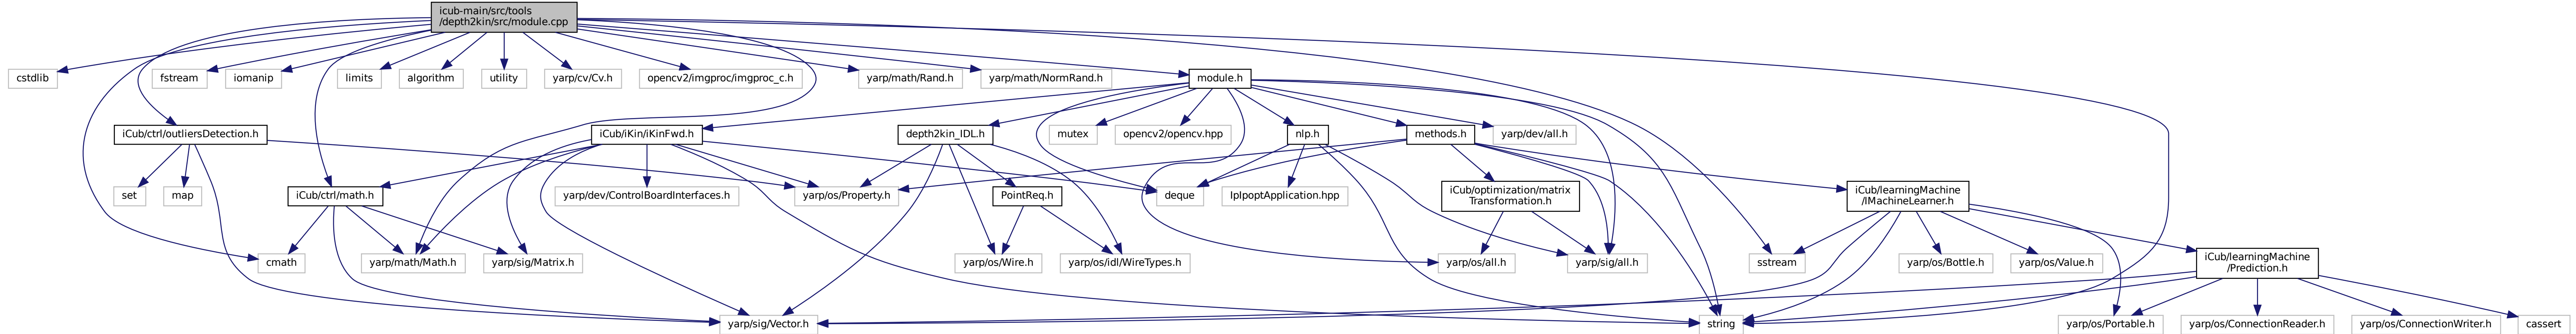 icub-main/src/tools
/depth2kin/src/module.cpp
cstdlib
fstream
iomanip
limits
algorithm
utility
yarp/cv/Cv.h
opencv2/imgproc/imgproc_c.h
yarp/math/Rand.h
yarp/math/NormRand.h
module.h
iCub/ctrl/outliersDetection.h
iCub/iKin/iKinFwd.h
depth2kin_IDL.h
mutex
opencv2/opencv.hpp
nlp.h
methods.h
yarp/dev/all.h
set
map
iCub/ctrl/math.h
yarp/dev/ControlBoardInterfaces.h
yarp/os/Property.h
PointReq.h
deque
IpIpoptApplication.hpp
iCub/optimization/matrix
Transformation.h
iCub/learningMachine
/IMachineLearner.h
cmath
yarp/math/Math.h
yarp/sig/Matrix.h
yarp/os/Wire.h
yarp/os/idl/WireTypes.h
yarp/os/all.h
yarp/sig/all.h
sstream
yarp/os/Bottle.h
yarp/os/Value.h
iCub/learningMachine
/Prediction.h
yarp/sig/Vector.h
string
yarp/os/Portable.h
yarp/os/ConnectionReader.h
yarp/os/ConnectionWriter.h
cassert